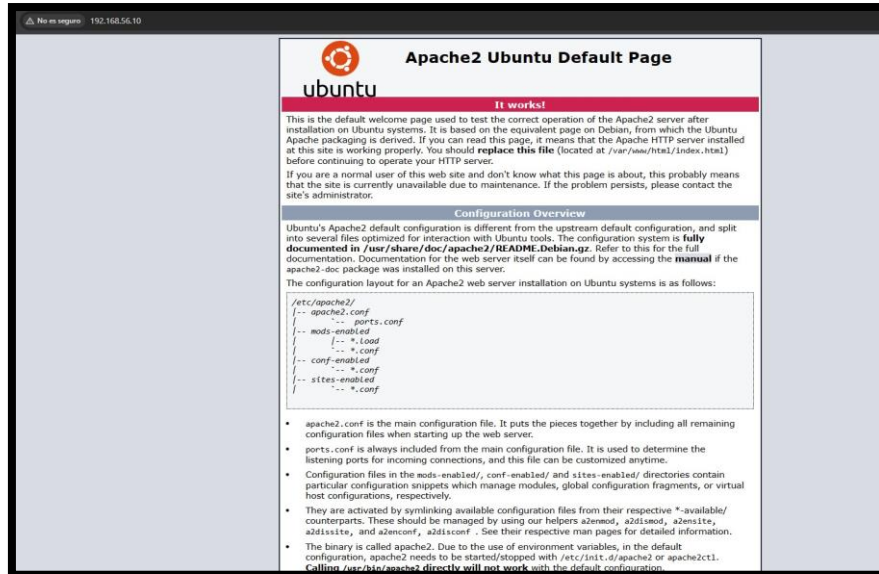 No es seguro 192.168.56.10
Apache2 Ubuntu Default Page
ubuntu
It works!
This is the default welcome page used to test the correct operation of the Apache2 server after
installation on Ubuntu systems. It is based on the equivalent page on Debian, from which the Ubuntu
Apache packaging is derived. If you can read this page, it means that the Apache HTTP server installed
at this site is working properly. You should replace this file (located at /var/www/html/index.html)
before continuing to operate your HTTP server.
If you are a normal user of this web site and don't know what this page is about, this probably means
that the site is currently unavailable due to maintenance. If the problem persists, please contact the
site's administrator.
Configuration Overview
Ubuntu's Apache2 default configuration is different from the upstream default configuration, and split
into several files optimized for interaction with Ubuntu tools. The configuration system is fully
documented in /usr/share/doc/apache2/README.Debian.gz. Refer to this for the full
documentation. Documentation for the web server itself can be found by accessing the manual if the
apache2-doc package was installed on this server.
The configuration layout for an Apache2 web server installation on Ubuntu systems is as follows:
/etc/apache2/
|-- apache2.conf
|       `--  ports.conf
|-- mods-enabled
|       |-- *.load
|       `-- *.conf
|-- conf-enabled
|       `-- *.conf
|-- sites-enabled
|       `-- *.conf
• apache2.conf is the main configuration file. It puts the pieces together by including all remaining
configuration files when starting up the web server.
• ports.conf is always included from the main configuration file. It is used to determine the
listening ports for incoming connections, and this file can be customized anytime.
• Configuration files in the mods-enabled/, conf-enabled/ and sites-enabled/ directories contain
particular configuration snippets which manage modules, global configuration fragments, or virtual
host configurations, respectively.
• They are activated by symlinking available configuration files from their respective *-available/
counterparts. These should be managed by using our helpers a2enmod, a2dismod, a2ensite,
a2dissite, and a2enconf, a2disconf . See their respective man pages for detailed information.
• The binary is called apache2. Due to the use of environment variables, in the default
configuration, apache2 needs to be started/stopped with /etc/init.d/apache2 or apache2ctl.
Calling /usr/bin/apache2 directly will not work with the default configuration.